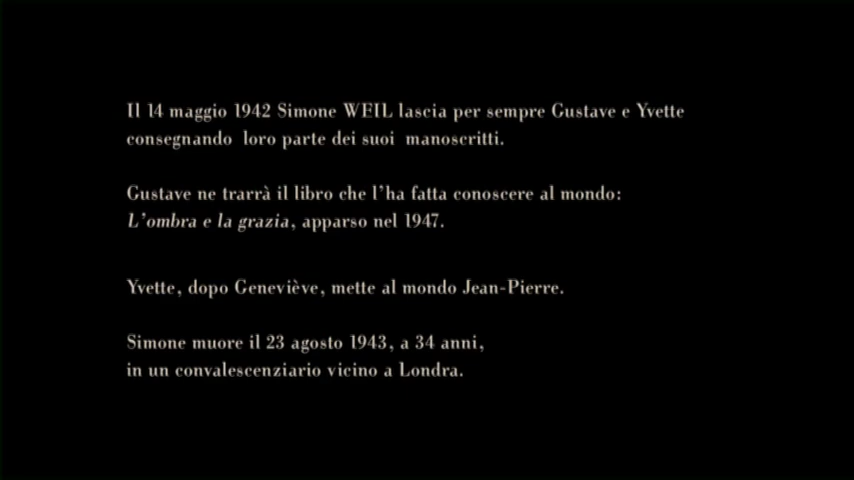 Il 14 maggio 1942 Simone WEIL lascia per sempre Gustave e Yvette
consegnando loro parte dei suoi manoscritti.
Gustave ne trarrà il libro che l'ha fatta conoscere al mondo:
L'ombra e la grazia, apparso nel 1947.
Yvette, dopo Geneviève, mette al mondo Jean-Pierre.
Simone muore il 23 agosto 1943, a 34 anni,
in un convalescenziario vicino a Londra.